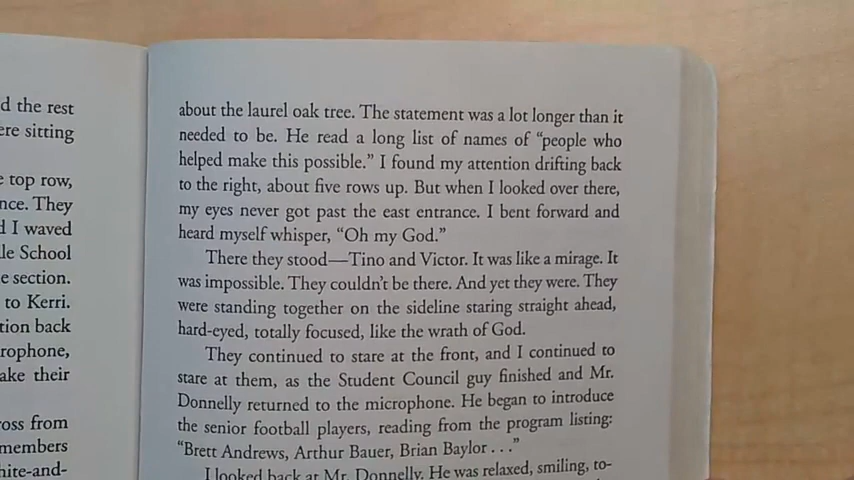 d the rest
ere sitting
e top row,
nce. They
d I waved
lle School
e section.
to Kerri.
tion back
rophone,
ake their
ross from
members
hite-and-
about the laurel oak tree. The statement was a lot longer than it
needed to be. He read a long list of names of “people who
helped make this possible.” I found my attention drifting back
to the right, about five rows up. But when I looked over there,
my eyes never got past the east entrance. I bent forward and
heard myself whisper, “Oh my God.”
There they stood—Tino and Victor. It was like a mirage. It
was impossible. They couldn’t be there. And yet they were. They
were standing together on the sideline staring straight ahead,
hard-eyed, totally focused, like the wrath of God.
They continued to stare at the front, and I continued to
stare at them, as the Student Council guy finished and Mr.
Donnelly returned to the microphone. He began to introduce
the senior football players, reading from the program listing:
“Brett Andrews, Arthur Bauer, Brian Baylor . . .”
I looked back at Mr. Donnelly. He was relaxed, smiling, to-